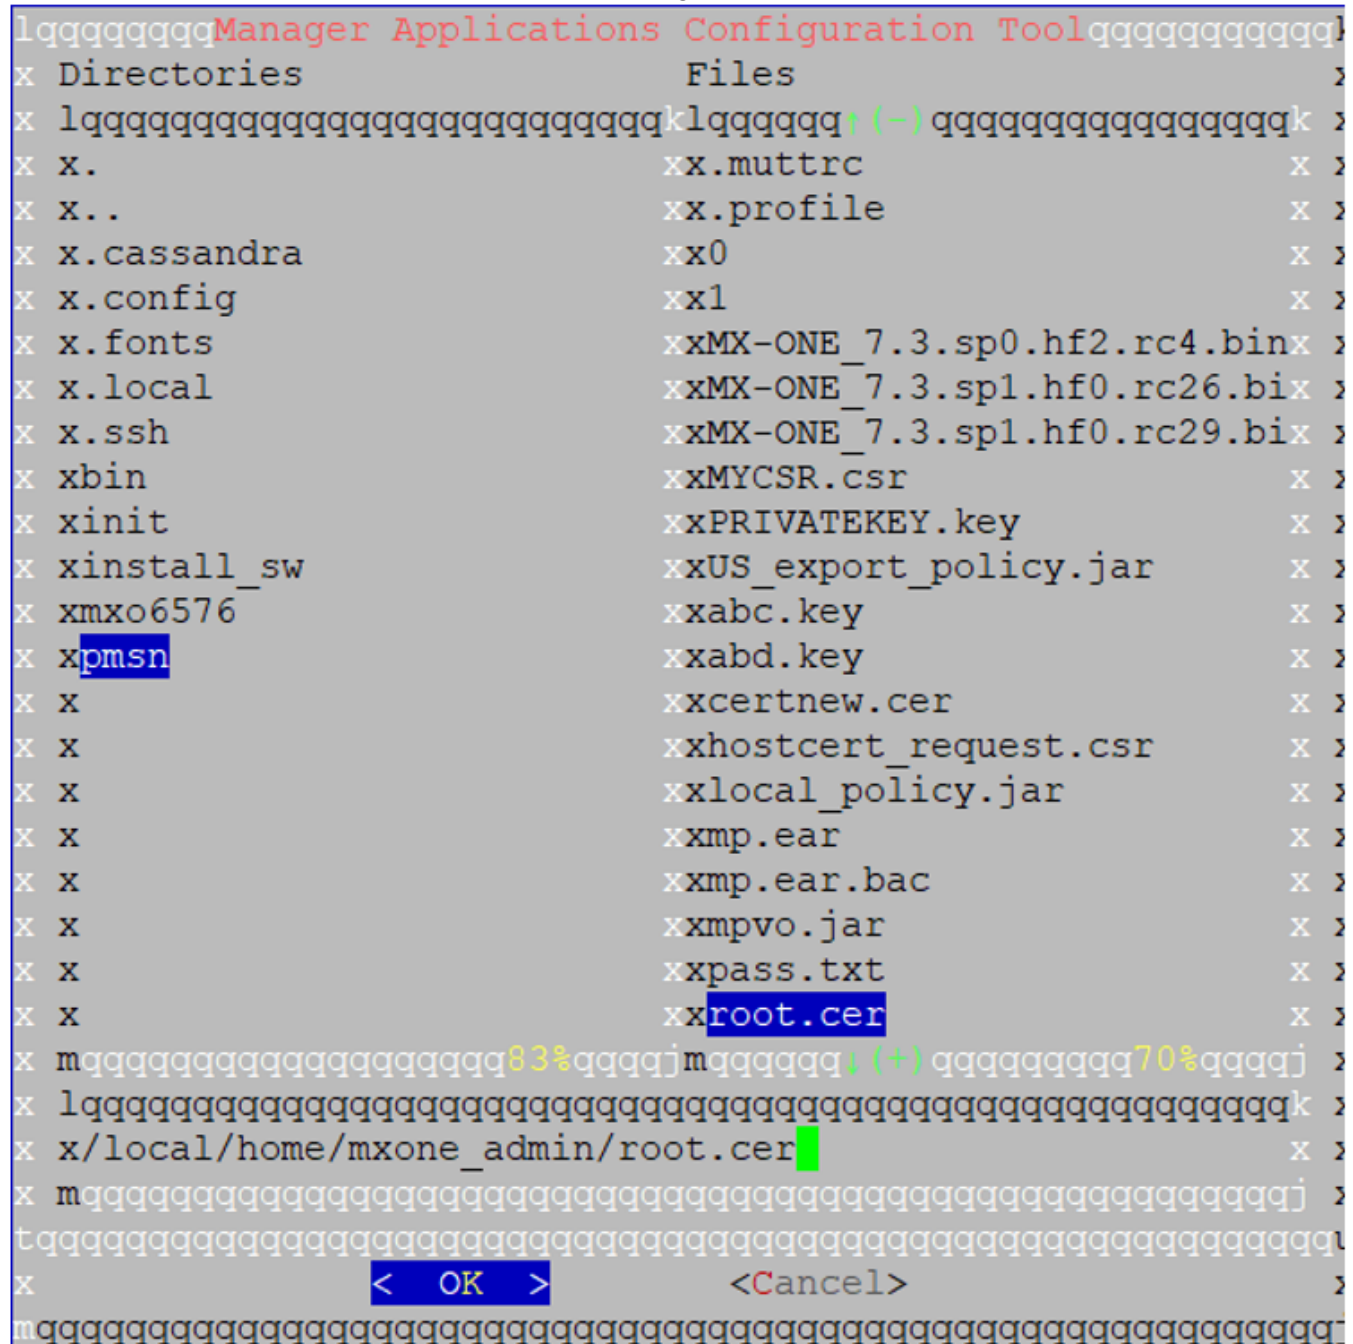 lqqqqqqqqManager Applications Configuration Toolqqqqqqqqqqqk
x Directories Files x
x lqqqqqqqqqqqqqqqqqqqqqqqqqqklqqqqqq↑(-)qqqqqqqqqqqqqqqqk x
x x. xx.muttrc x x
x x.. xx.profile x x
x x.cassandra xx0 x x
x x.config xx1 x x
x x.fonts xxMX-ONE_7.3.sp0.hf2.rc4.binx x
x x.local xxMX-ONE_7.3.sp1.hf0.rc26.bix x
x x.ssh xxMX-ONE_7.3.sp1.hf0.rc29.bix x
x xbin xxMYCSR.csr x x
x xinit xxPRIVATEKEY.key x x
x xinstall_sw xxUS_export_policy.jar x x
x xmxo6576 xxabc.key x x
x xpmsn xxabd.key x x
x x xxcertnew.cer x x
x x xxhostcert_request.csr x x
x x xxlocal_policy.jar x x
x x xxmp.ear x x
x x xxmp.ear.bac x x
x x xxmpvo.jar x x
x x xxpass.txt x x
x x xxroot.cer x x
x mqqqqqqqqqqqqqqqqqqq83%qqqqjmqqqqqq↓(+)qqqqqqqqq70%qqqqj x
x lqqqqqqqqqqqqqqqqqqqqqqqqqqqqqqqqqqqqqqqqqqqqqqqqqqqqqqk x
x x/local/home/mxone_admin/root.cer x x
x mqqqqqqqqqqqqqqqqqqqqqqqqqqqqqqqqqqqqqqqqqqqqqqqqqqqqqqj x
tqqqqqqqqqqqqqqqqqqqqqqqqqqqqqqqqqqqqqqqqqqqqqqqqqqqqqqqqqqu
x < OK > <Cancel> x
mqqqqqqqqqqqqqqqqqqqqqqqqqqqqqqqqqqqqqqqqqqqqqqqqqqqqqqqqqqj